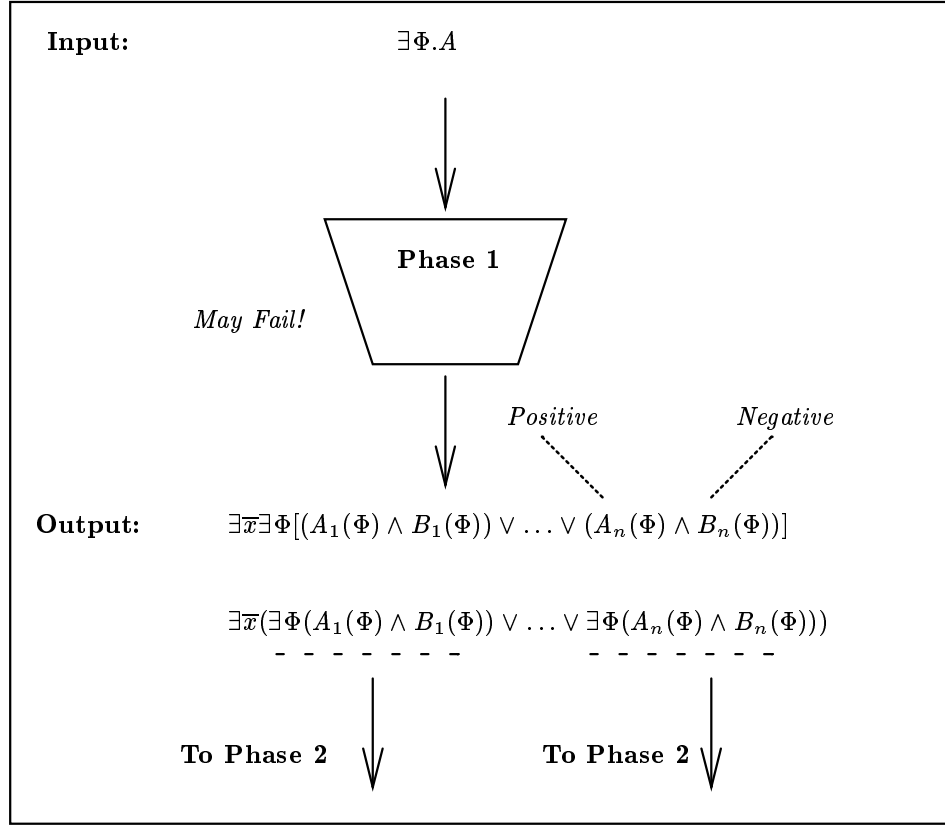 Input: ∃Φ.A
Phase 1
May Fail!
Positive Negative
Output: ∃x̅∃Φ[(A₁(Φ) ∧ B₁(Φ)) ∨ … ∨ (Aₙ(Φ) ∧ Bₙ(Φ))]
∃x̅(∃Φ(A₁(Φ) ∧ B₁(Φ)) ∨ … ∨ ∃Φ(Aₙ(Φ) ∧ Bₙ(Φ)))
To Phase 2 To Phase 2